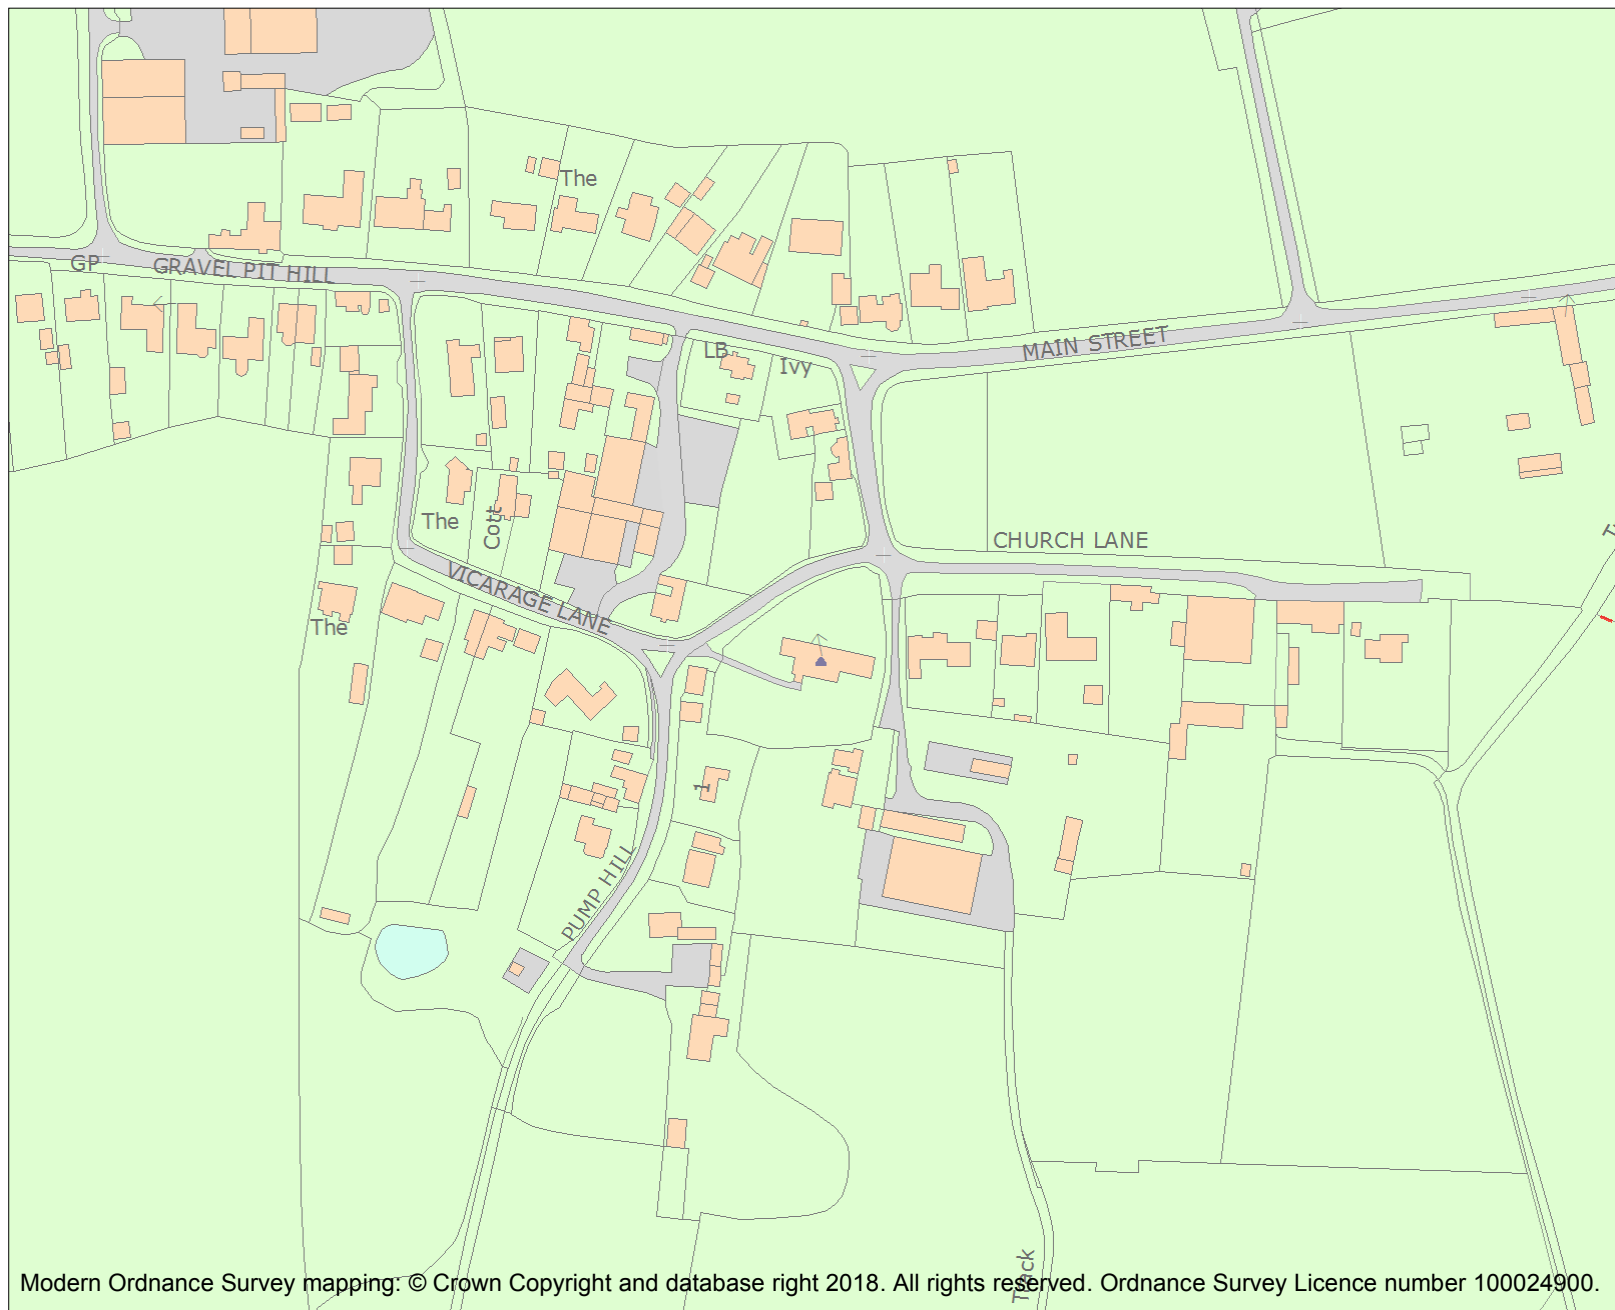 The
GP
GRAVEL PIT HILL
MAIN STREET
LB
Ivy
The
Cott
CHURCH LANE
VICARAGE LANE
The
1
PUMP HILL
Track
Modern Ordnance Survey mapping: © Crown Copyright and database right 2018. All rights reserved. Ordnance Survey Licence number 100024900.